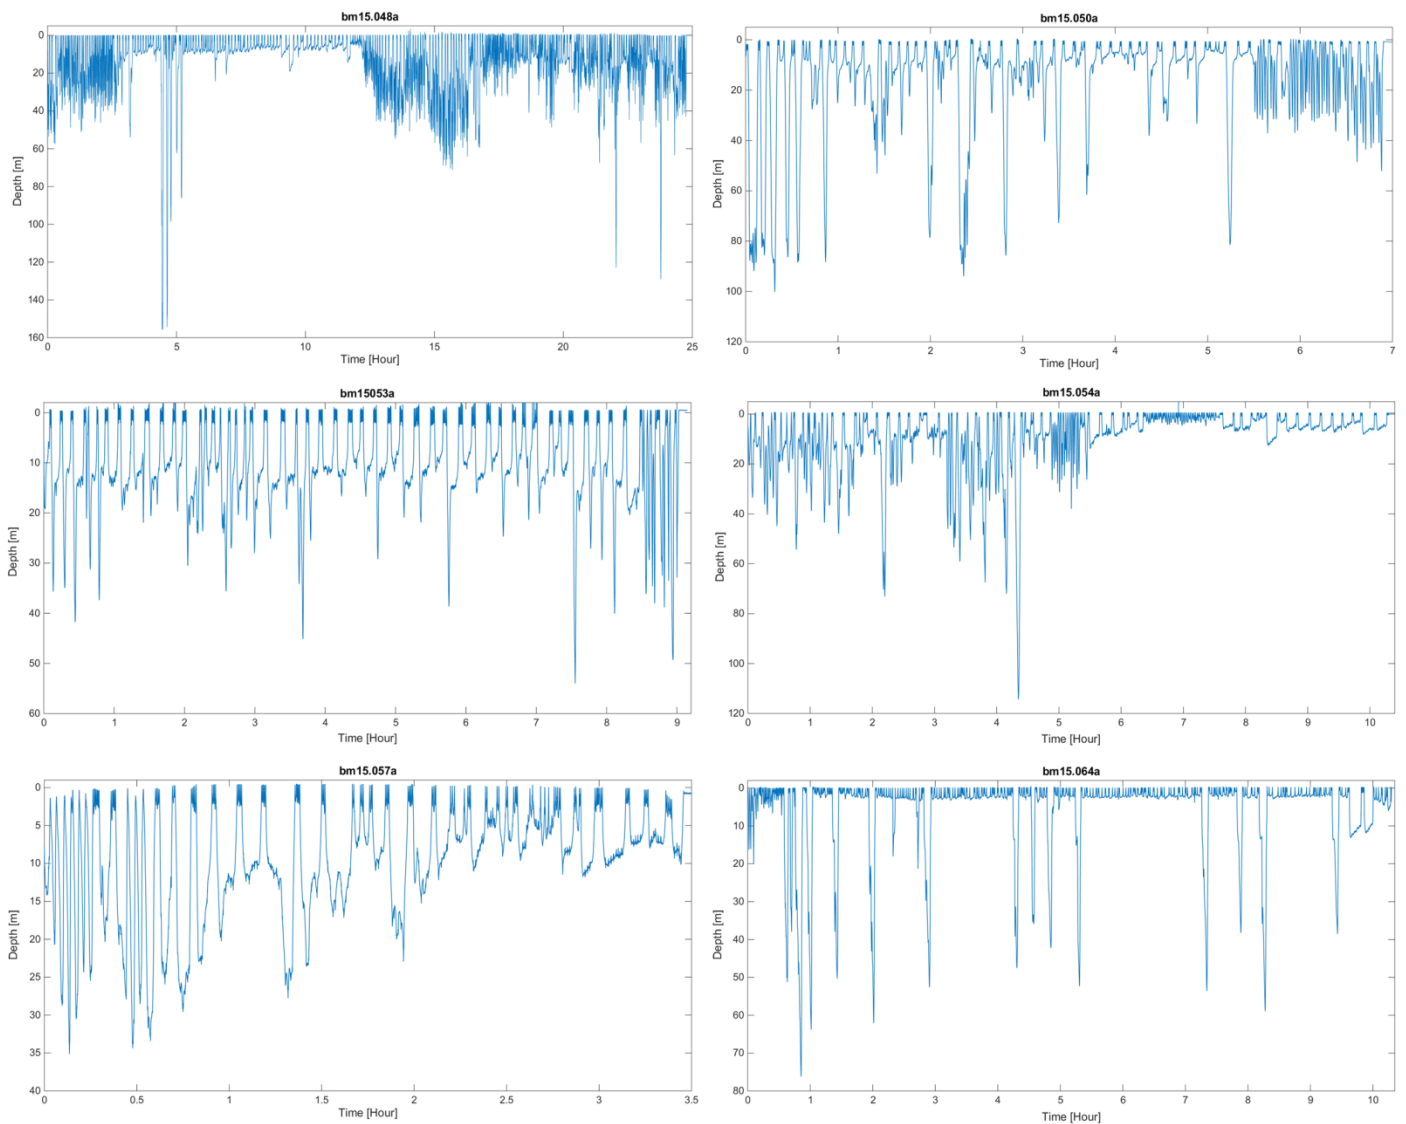 bm15.048a
0
20
40
60
80
100
120
140
160
Depth [m]
0 5 10 15 20 25
Time [Hour]
bm15.050a
0
20
40
60
80
100
120
Depth [m]
0 1 2 3 4 5 6 7
Time [Hour]
bm15053a
0
10
20
30
40
50
60
Depth [m]
0 1 2 3 4 5 6 7 8 9
Time [Hour]
bm15.054a
0
20
40
60
80
100
120
Depth [m]
0 1 2 3 4 5 6 7 8 9 10
Time [Hour]
bm15.057a
0
5
10
15
20
25
30
35
40
Depth [m]
0 0.5 1 1.5 2 2.5 3 3.5
Time [Hour]
bm15.064a
0
10
20
30
40
50
60
70
80
Depth [m]
0 1 2 3 4 5 6 7 8 9 10
Time [Hour]